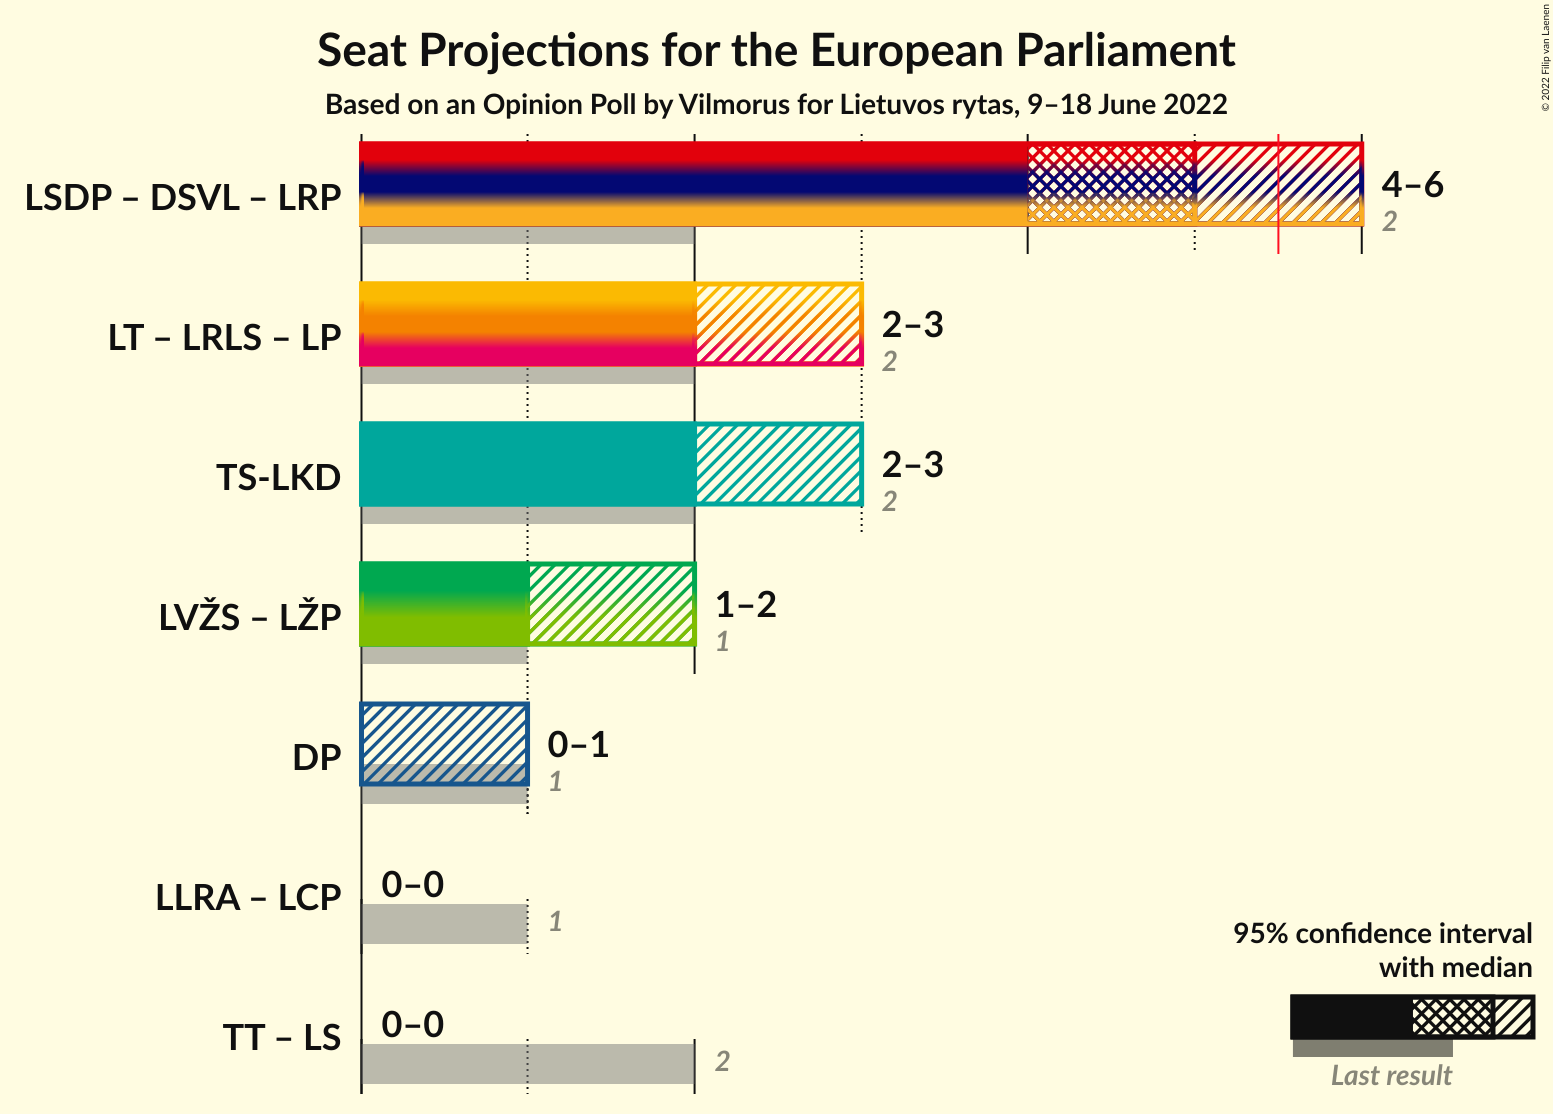 Seat Projections for the European Parliament
Based on an Opinion Poll by Vilmorus for Lietuvos rytas, 9–18 June 2022
© 2022 Filip van Laenen
LSDP – DSVL – LRP
4–6
2
LT – LRLS – LP
2–3
2
TS-LKD
2–3
2
LVŽS – LŽP
1–2
1
DP
0–1
1
LLRA – LCP
0–0
1
TT – LS
0–0
2
95% confidence interval
with median
Last result